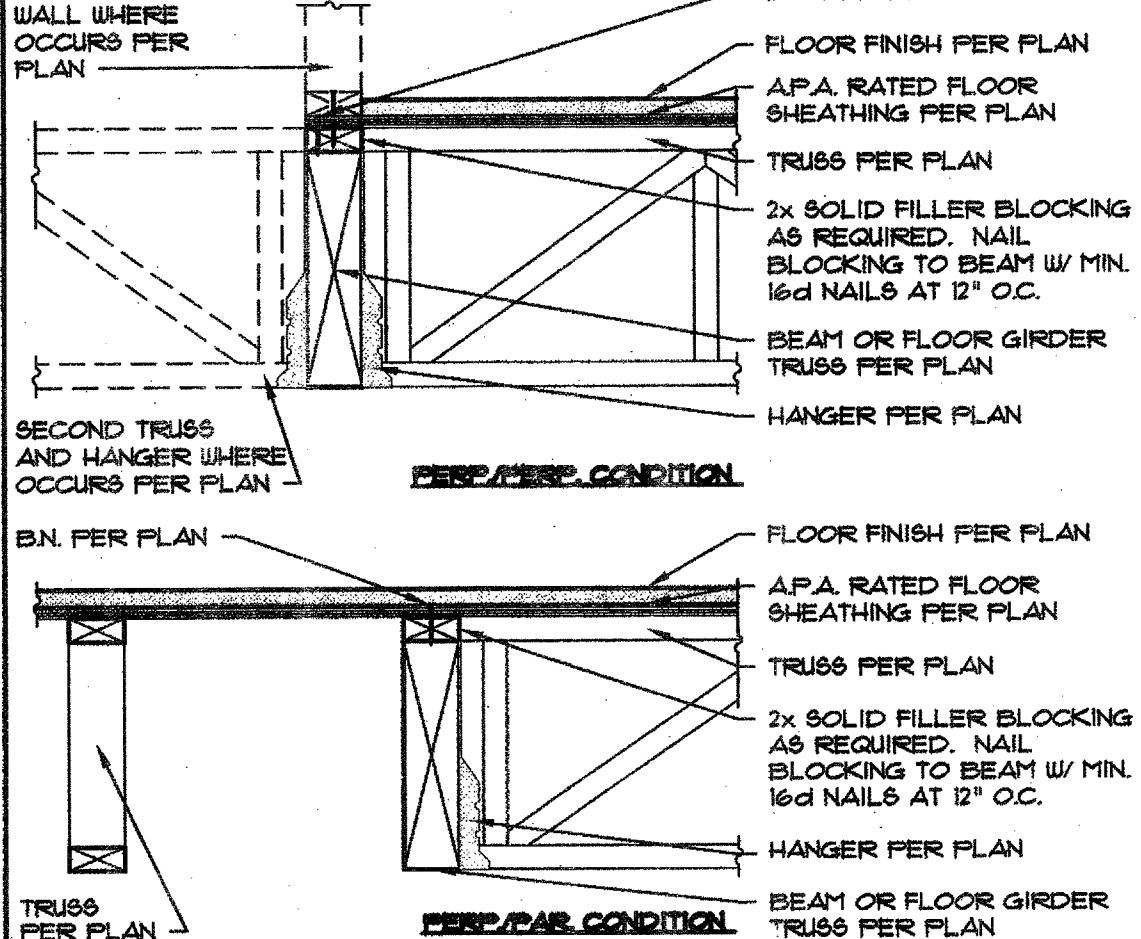 WALL WHERE
OCCURS PER
PLAN
FLOOR FINISH PER PLAN
A.P.A. RATED FLOOR
SHEATHING PER PLAN
TRUSS PER PLAN
2x SOLID FILLER BLOCKING
AS REQUIRED. NAIL
BLOCKING TO BEAM W/ MIN.
16d NAILS AT 12" O.C.
BEAM OR FLOOR GIRDER
TRUSS PER PLAN
HANGER PER PLAN
SECOND TRUSS
AND HANGER WHERE
OCCURS PER PLAN
PERP./PERP. CONDITION
B.N. PER PLAN
FLOOR FINISH PER PLAN
A.P.A. RATED FLOOR
SHEATHING PER PLAN
TRUSS PER PLAN
2x SOLID FILLER BLOCKING
AS REQUIRED. NAIL
BLOCKING TO BEAM W/ MIN.
16d NAILS AT 12" O.C.
HANGER PER PLAN
BEAM OR FLOOR GIRDER
TRUSS PER PLAN
TRUSS
PER PLAN
PERP./PAR. CONDITION